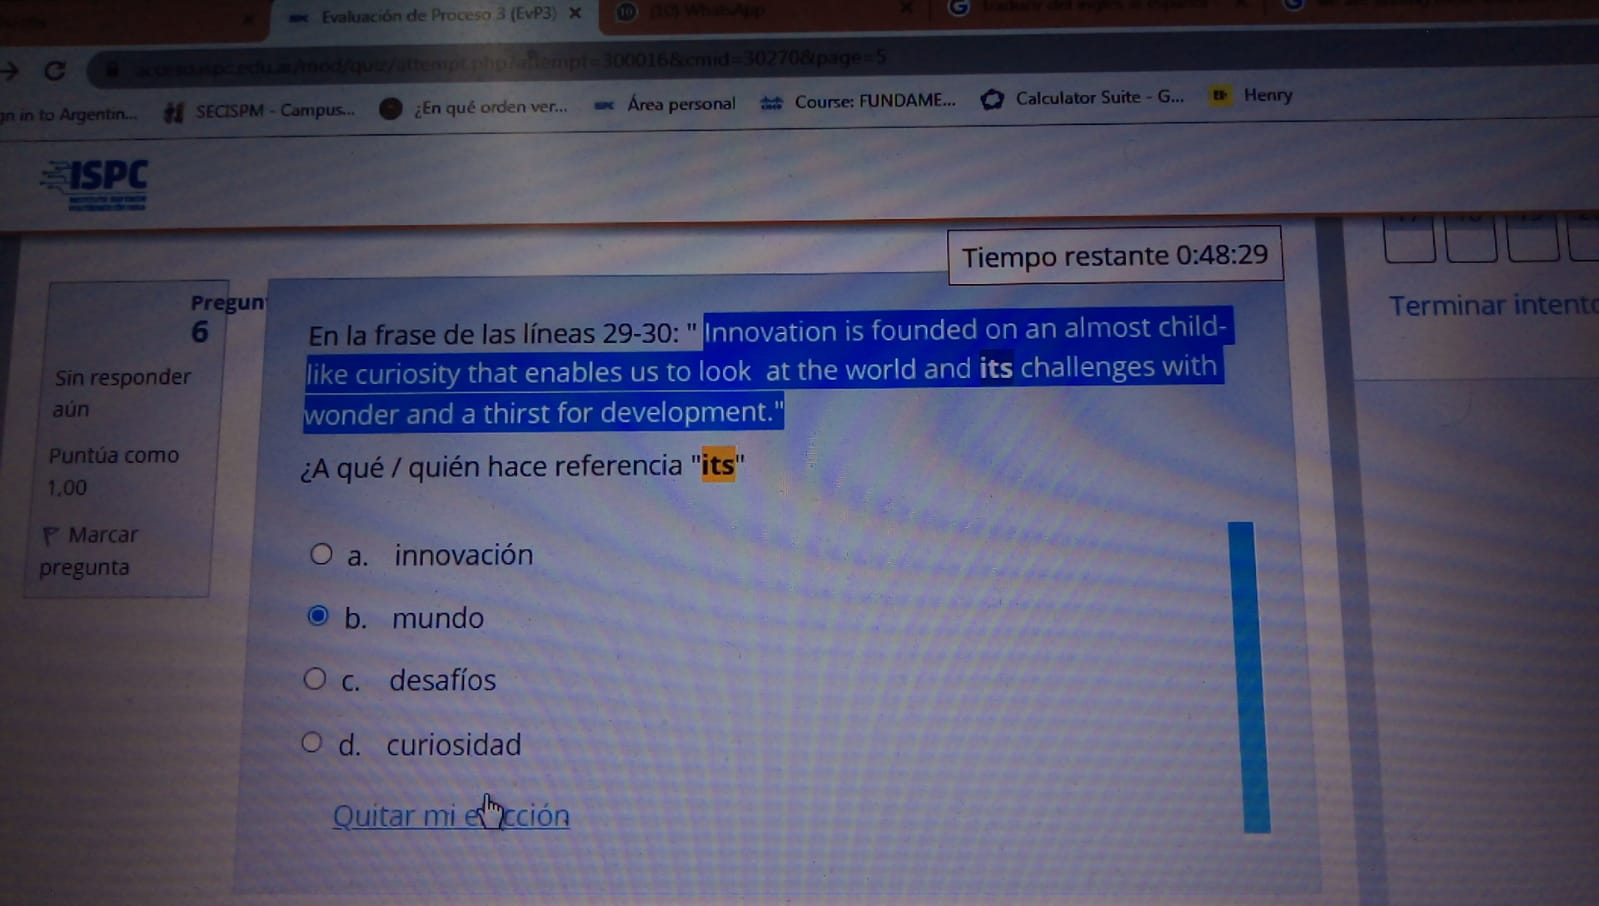 Evaluación de Proceso 3 (EvP3)
(10) WhatsApp
accesd.ispc.edu.ar/mod/quiz/attempt.php?attempt=300016&cmid=30270&page=5
gn in to Argentin...
SECISPM - Campus...
¿En qué orden ver...
Área personal
Course: FUNDAME...
Calculator Suite - G...
Henry
ISPC
Tiempo restante 0:48:29
Terminar intento
Pregun
6
Sin responder
aún
Puntúa como
1,00
Marcar
pregunta
En la frase de las líneas 29-30: " Innovation is founded on an almost child-
like curiosity that enables us to look at the world and its challenges with
wonder and a thirst for development."
¿A qué / quién hace referencia "its"
a. innovación
b. mundo
c. desafíos
d. curiosidad
Quitar mi e cción